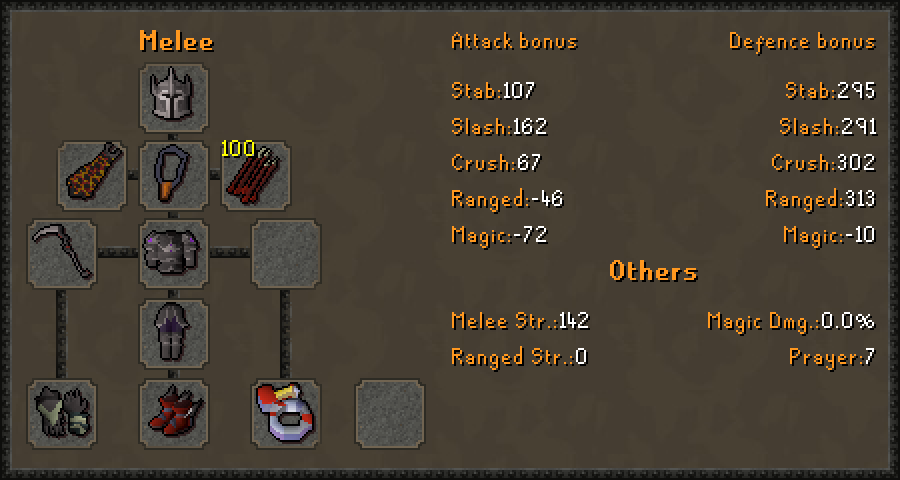 Melee
100
Attack bonus Defence bonus
Stab:107 Stab:295
Slash:162 Slash:291
Crush:67 Crush:302
Ranged:-46 Ranged:313
Magic:-72 Magic:-10
Others
Melee Str.:142 Magic Dmg.:0.0%
Ranged Str.:0 Prayer:7